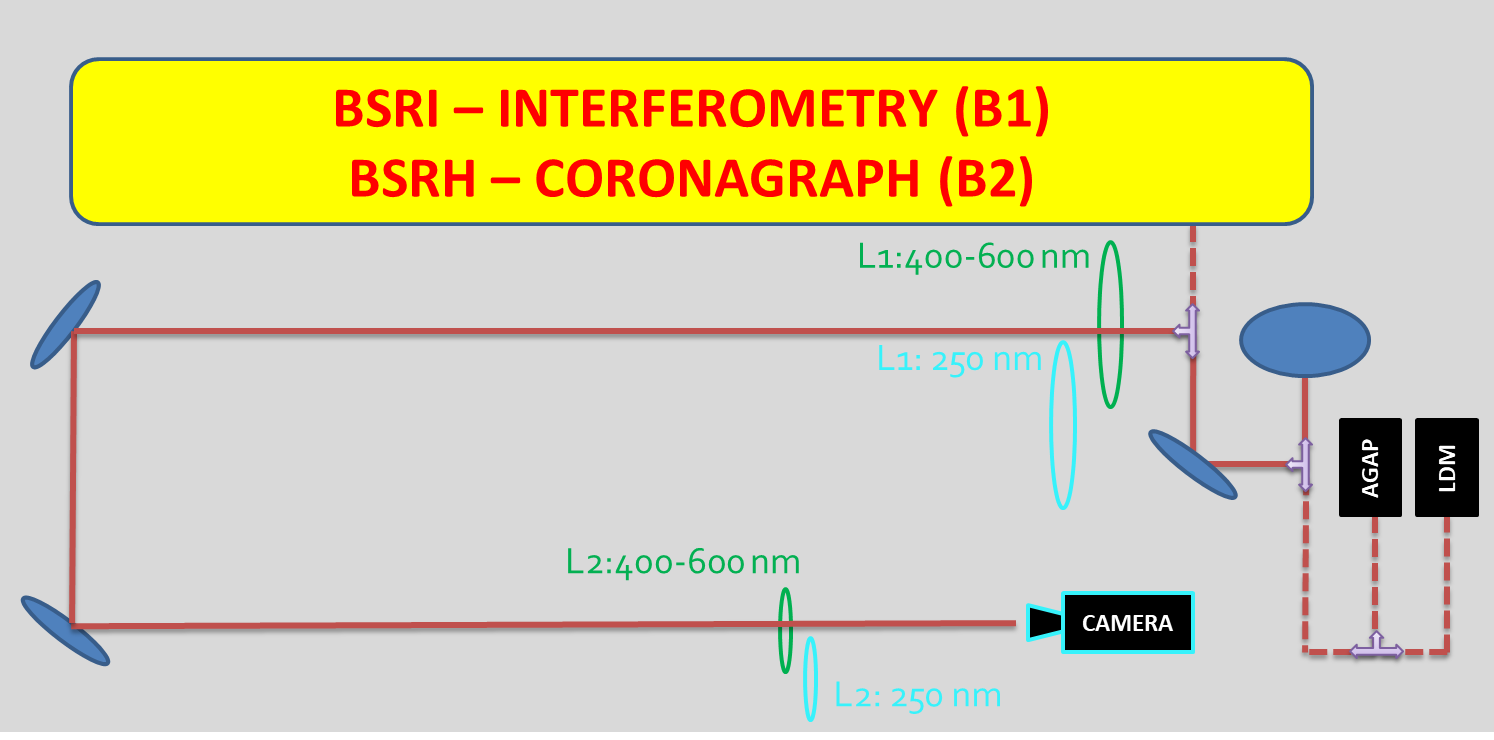 BSRI – INTERFEROMETRY (B1)
BSRH – CORONAGRAPH (B2)
L1:400-600 nm
L1: 250 nm
AGAP
LDM
L2:400-600 nm
CAMERA
L2: 250 nm